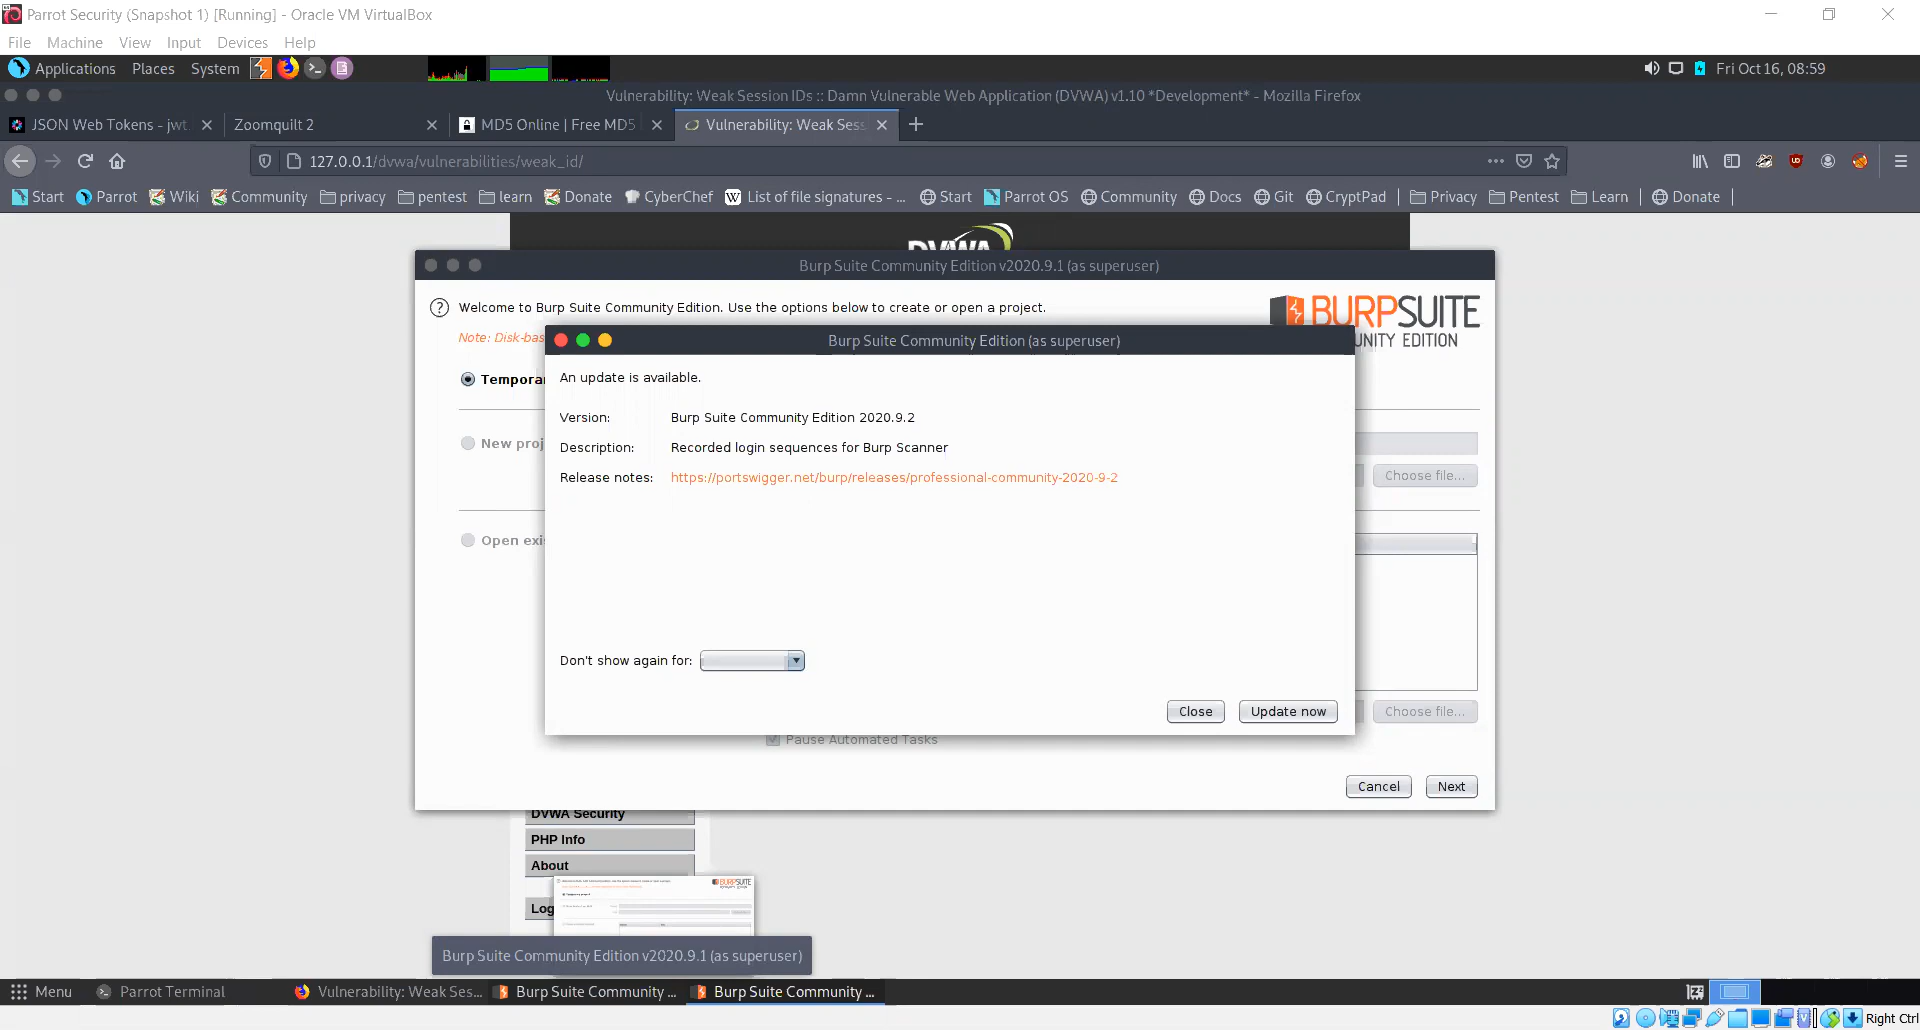 Parrot Security (Snapshot 1) [Running] - Oracle VM VirtualBox
File Machine View Input Devices Help
Applications Places System Fri Oct 16, 08:59
Vulnerability: Weak Session IDs :: Damn Vulnerable Web Application (DVWA) v1.10 *Development* - Mozilla Firefox
JSON Web Tokens - jwt. Zoomquilt 2 MD5 Online | Free MD5 Vulnerability: Weak Sess
127.0.0.1/dvwa/vulnerabilities/weak_id/
Start Parrot Wiki Community privacy pentest learn Donate CyberChef List of file signatures - ... Start Parrot OS Community Docs Git CryptPad Privacy Pentest Learn Donate
DVWA
Burp Suite Community Edition v2020.9.1 (as superuser)
Welcome to Burp Suite Community Edition. Use the options below to create or open a project.
BURPSUITE
UNITY EDITION
Note: Disk-bas
Burp Suite Community Edition (as superuser)
Tempora
An update is available.
Version: Burp Suite Community Edition 2020.9.2
New proj
Description: Recorded login sequences for Burp Scanner
Release notes: https://portswigger.net/burp/releases/professional-community-2020-9-2
Choose file...
Open exi
Don't show again for:
Close Update now
Choose file...
Pause Automated Tasks
Cancel Next
DVWA Security
PHP Info
About
BURPSUITE
Log
Burp Suite Community Edition v2020.9.1 (as superuser)
Menu Parrot Terminal Vulnerability: Weak Ses... Burp Suite Community ... Burp Suite Community ...
Right Ctrl